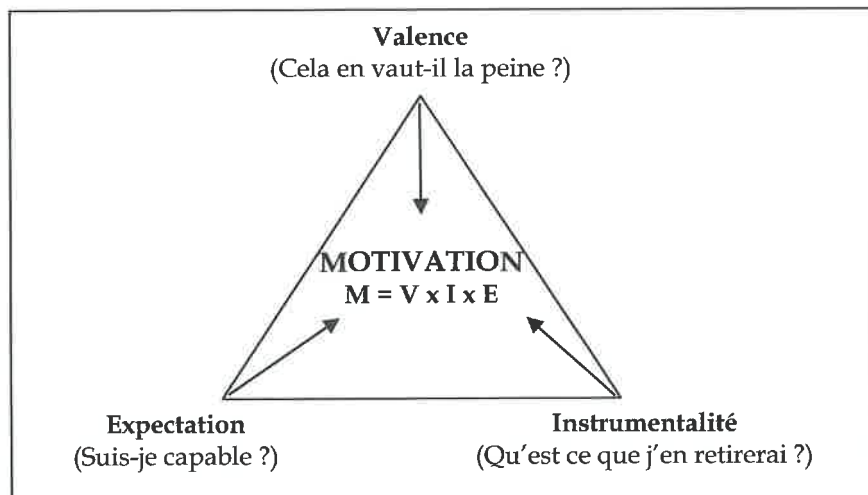 Valence
(Cela en vaut-il la peine ?)
MOTIVATION
M = V x I x E
Expectation
(Suis-je capable ?)
Instrumentalité
(Qu'est ce que j'en retirerai ?)